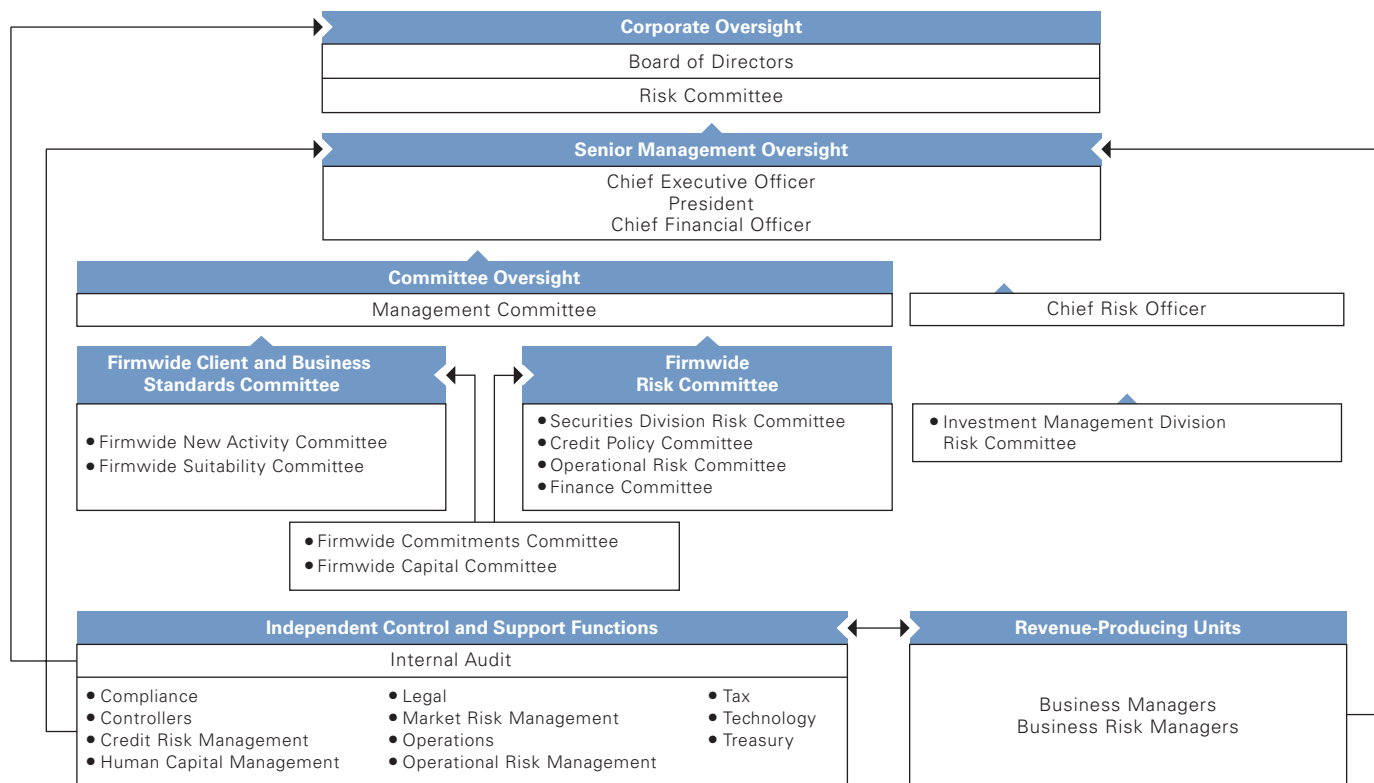 Corporate Oversight
Board of Directors
Risk Committee
Senior Management Oversight
Chief Executive Officer
President
Chief Financial Officer
Committee Oversight
Management Committee
Chief Risk Officer
Firmwide Client and Business
Standards Committee
• Firmwide New Activity Committee
• Firmwide Suitability Committee
Firmwide
Risk Committee
• Securities Division Risk Committee
• Credit Policy Committee
• Operational Risk Committee
• Finance Committee
• Investment Management Division
Risk Committee
• Firmwide Commitments Committee
• Firmwide Capital Committee
Independent Control and Support Functions
Internal Audit
• Compliance
• Controllers
• Credit Risk Management
• Human Capital Management
• Legal
• Market Risk Management
• Operations
• Operational Risk Management
• Tax
• Technology
• Treasury
Revenue-Producing Units
Business Managers
Business Risk Managers